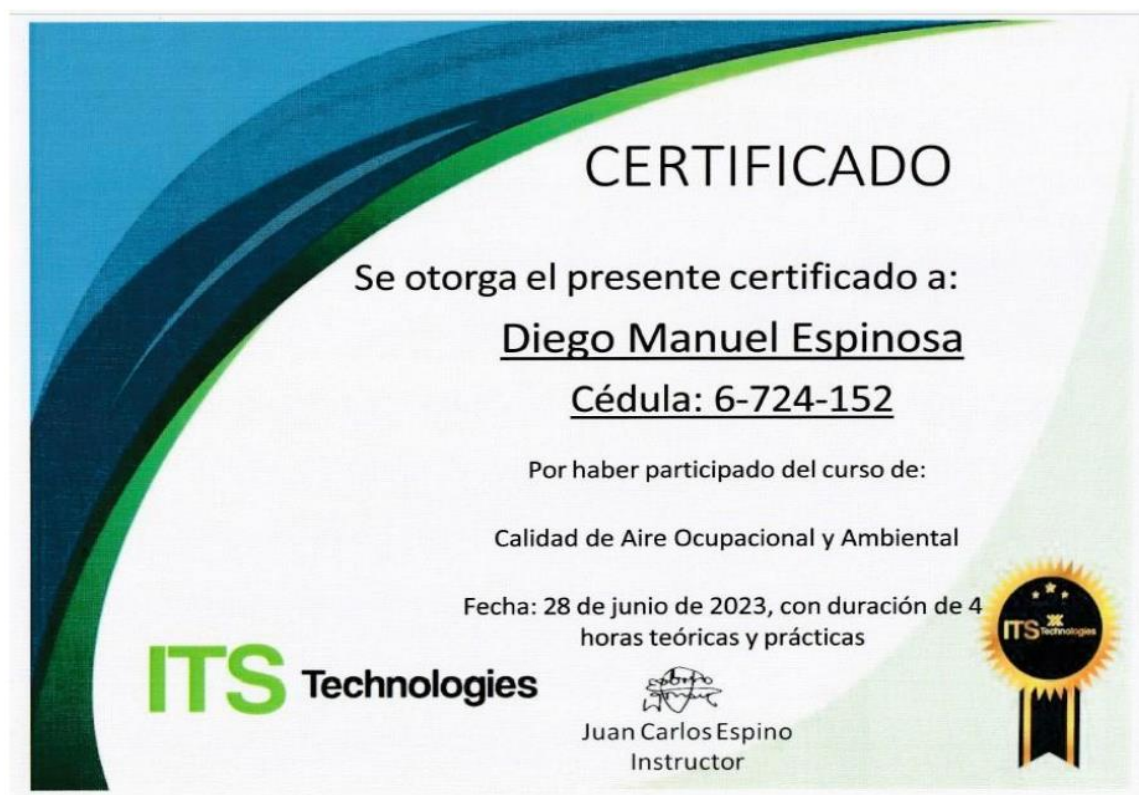 CERTIFICADO
Se otorga el presente certificado a:
Diego Manuel Espinosa
Cédula: 6-724-152
Por haber participado del curso de:
Calidad de Aire Ocupacional y Ambiental
Fecha: 28 de junio de 2023, con duración de 4
horas teóricas y prácticas
ITS Technologies
ITS Technologies
Juan Carlos Espino
Instructor